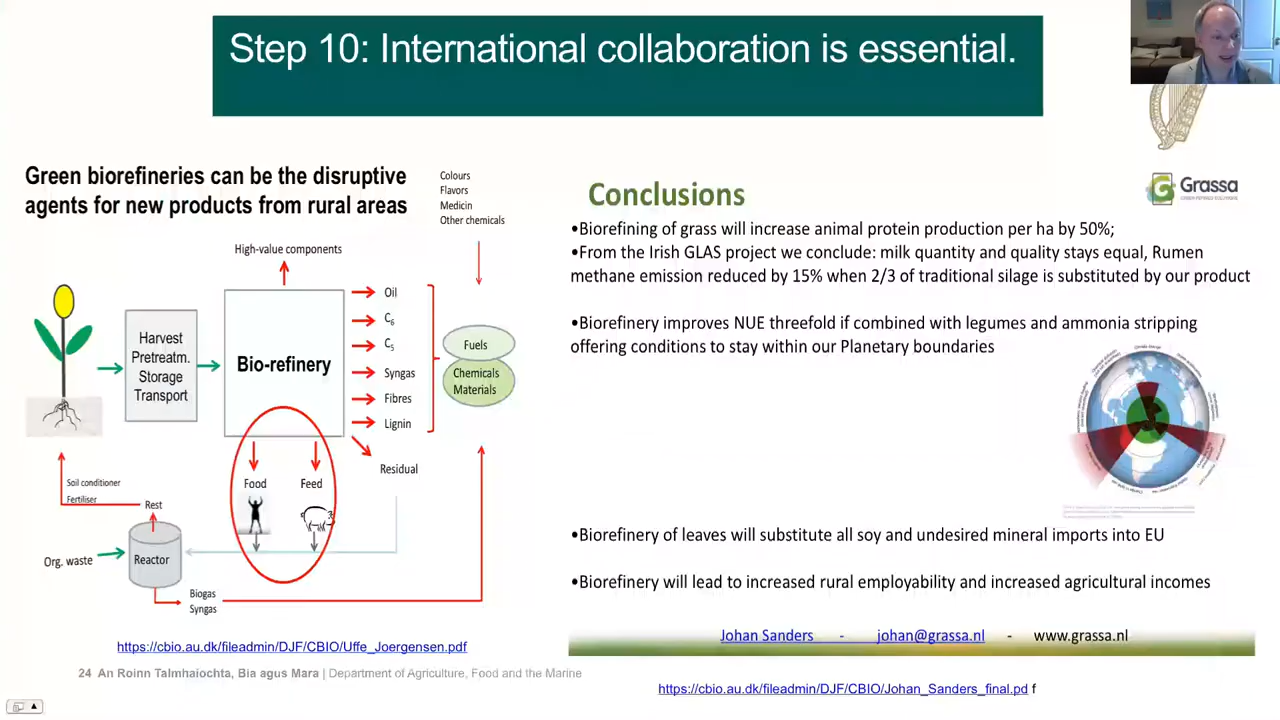 Step 10: International collaboration is essential.
Green biorefineries can be the disruptive
agents for new products from rural areas
Colours
Flavors
Medicin
Other chemicals
High-value components
Harvest
Pretreatm.
Storage
Transport
Bio-refinery
Oil
C6
C5
Syngas
Fibres
Lignin
Fuels
Chemicals
Materials
Residual
Food
Feed
Soil conditioner
Fertiliser
Rest
Org. waste
Reactor
Biogas
Syngas
https://cbio.au.dk/fileadmin/DJF/CBIO/Uffe_Joergensen.pdf
24 An Roinn Talmhaíochta, Bia agus Mara | Department of Agriculture, Food and the Marine
Grassa
Conclusions
•Biorefining of grass will increase animal protein production per ha by 50%;
•From the Irish GLAS project we conclude: milk quantity and quality stays equal, Rumen
methane emission reduced by 15% when 2/3 of traditional silage is substituted by our product
•Biorefinery improves NUE threefold if combined with legumes and ammonia stripping
offering conditions to stay within our Planetary boundaries
•Biorefinery of leaves will substitute all soy and undesired mineral imports into EU
•Biorefinery will lead to increased rural employability and increased agricultural incomes
Johan Sanders - johan@grassa.nl - www.grassa.nl
https://cbio.au.dk/fileadmin/DJF/CBIO/Johan_Sanders_final.pd f